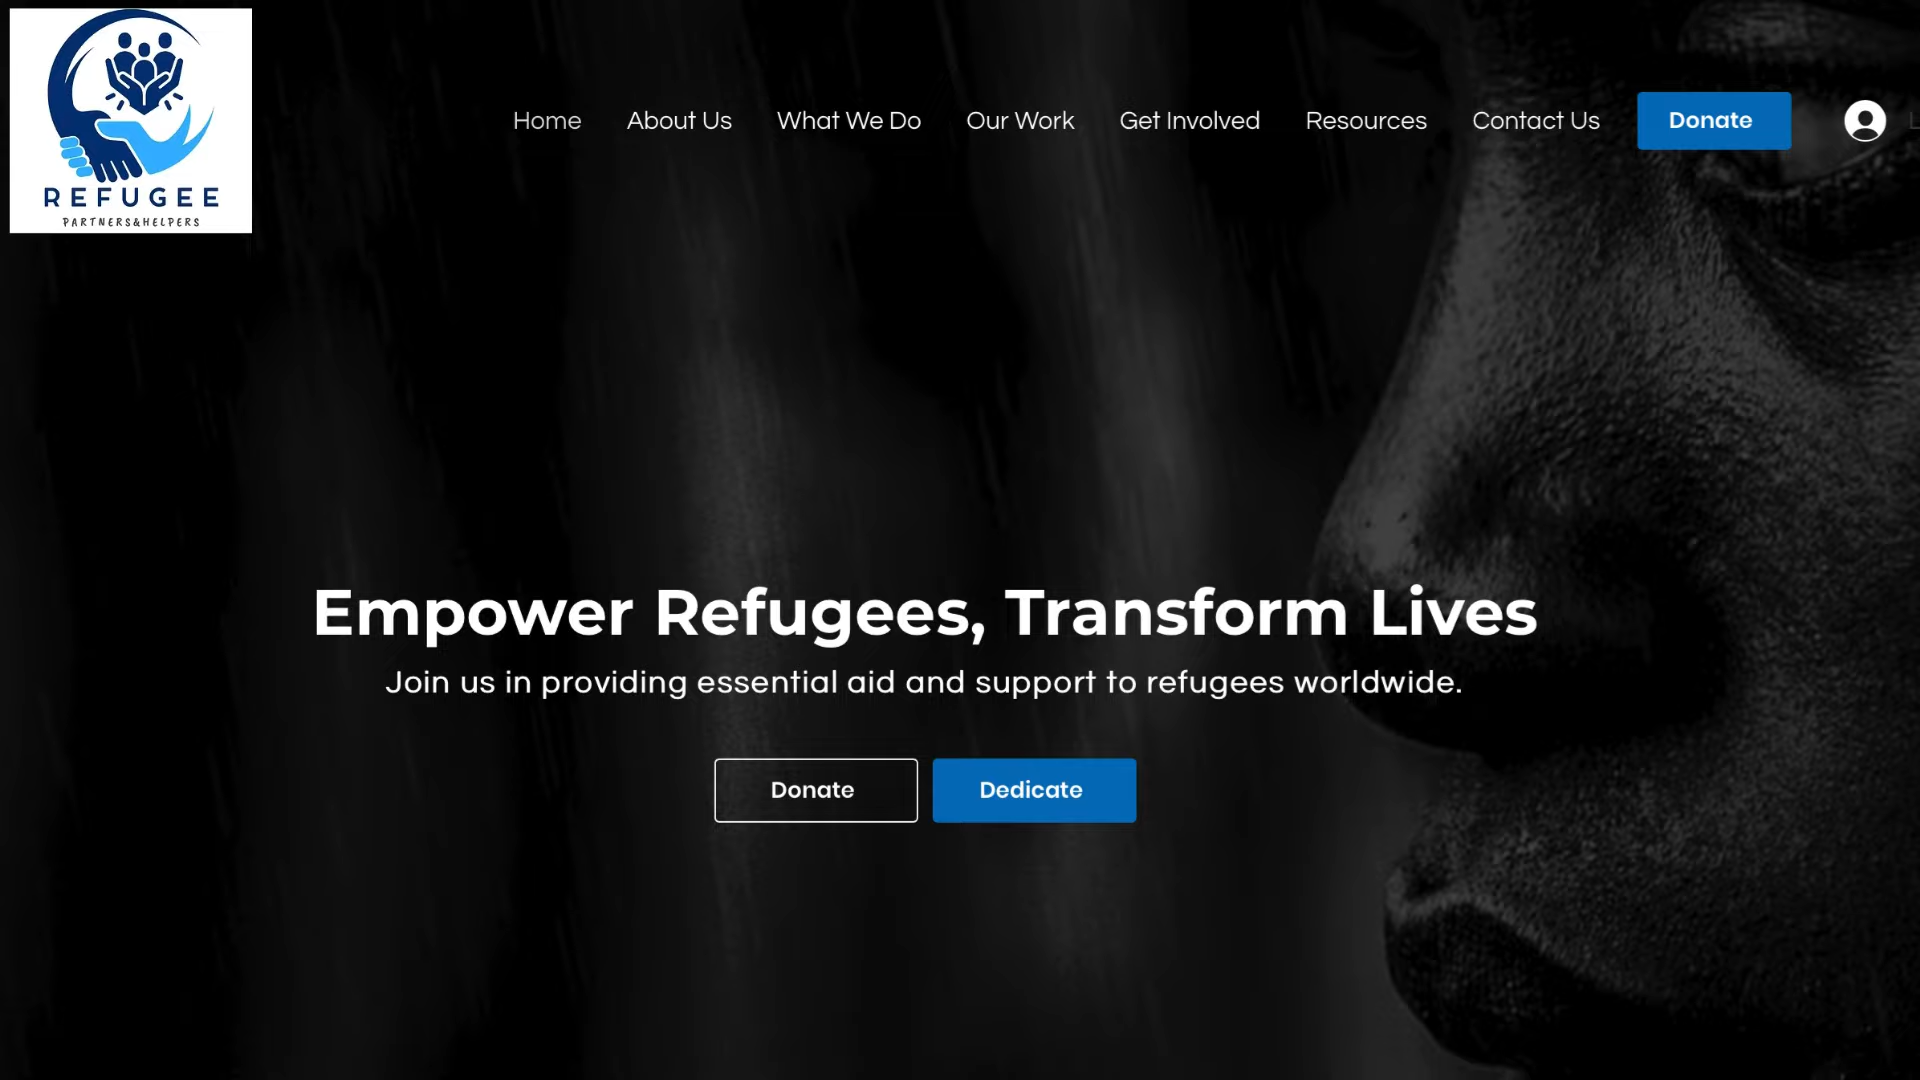 REFUGEE
PARTNERS&HELPERS
Home About Us What We Do Our Work Get Involved Resources Contact Us Donate
Empower Refugees, Transform Lives
Join us in providing essential aid and support to refugees worldwide.
Donate Dedicate